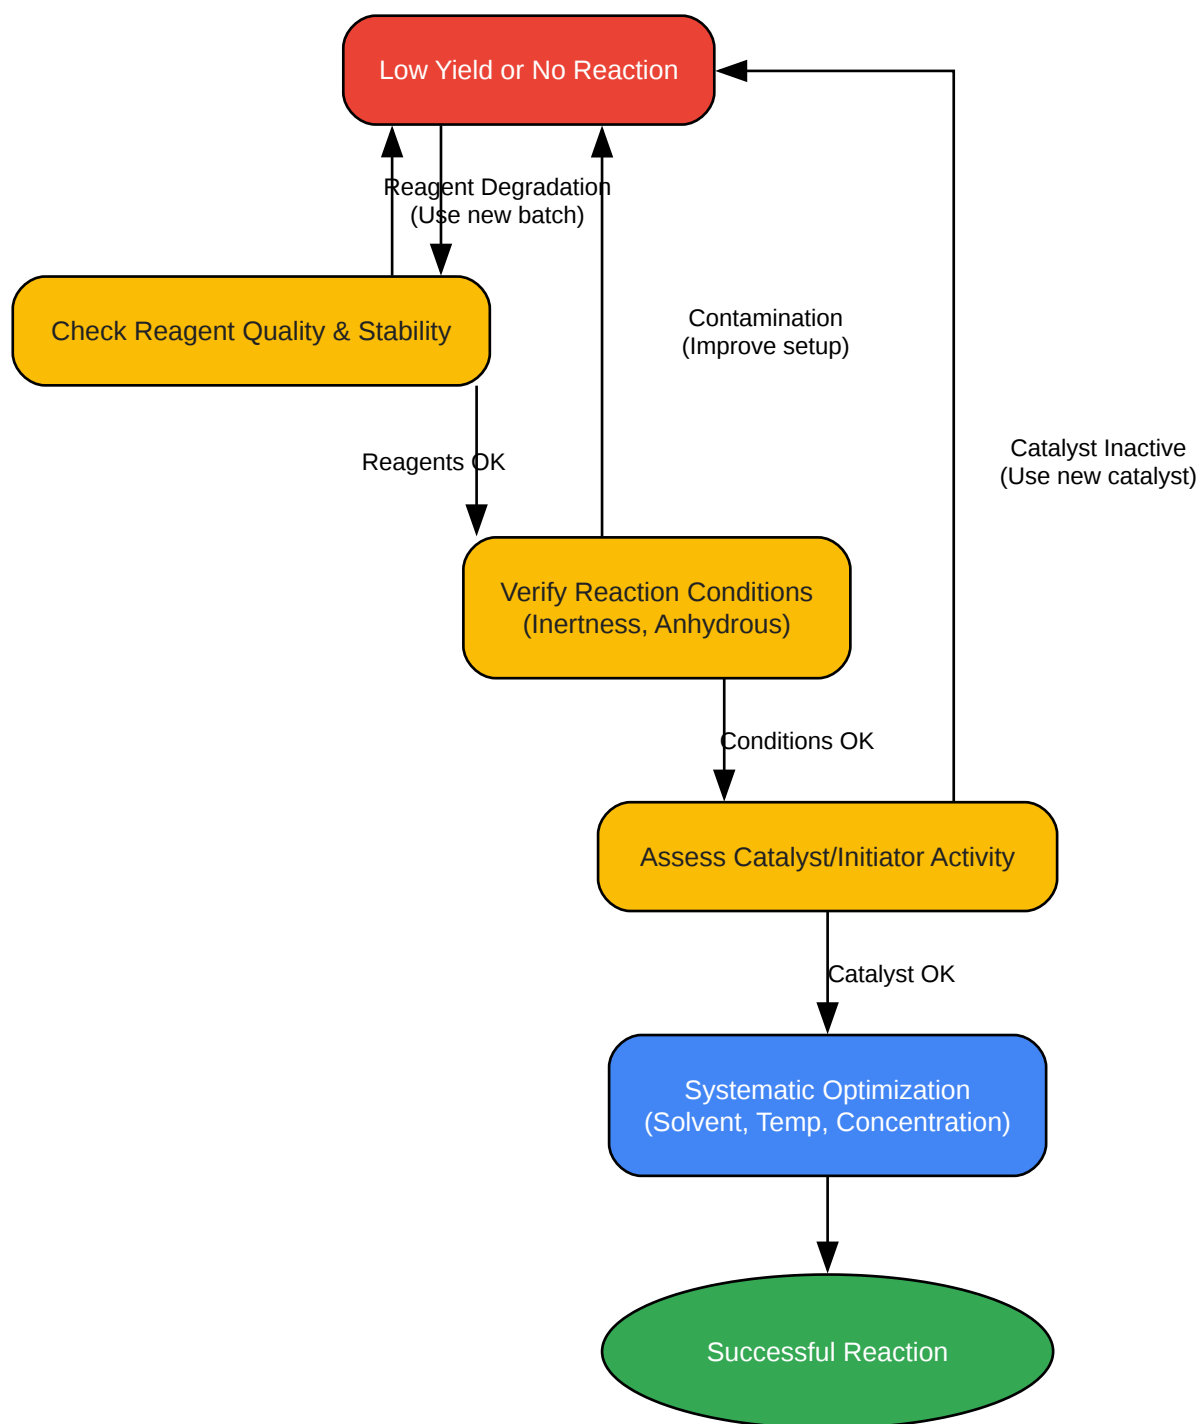 Low Yield or No Reaction
Reagent Degradation
(Use new batch)
Check Reagent Quality & Stability
Contamination
(Improve setup)
Catalyst Inactive
(Use new catalyst)
Reagents OK
Verify Reaction Conditions
(Inertness, Anhydrous)
Conditions OK
Assess Catalyst/Initiator Activity
Catalyst OK
Systematic Optimization
(Solvent, Temp, Concentration)
Successful Reaction